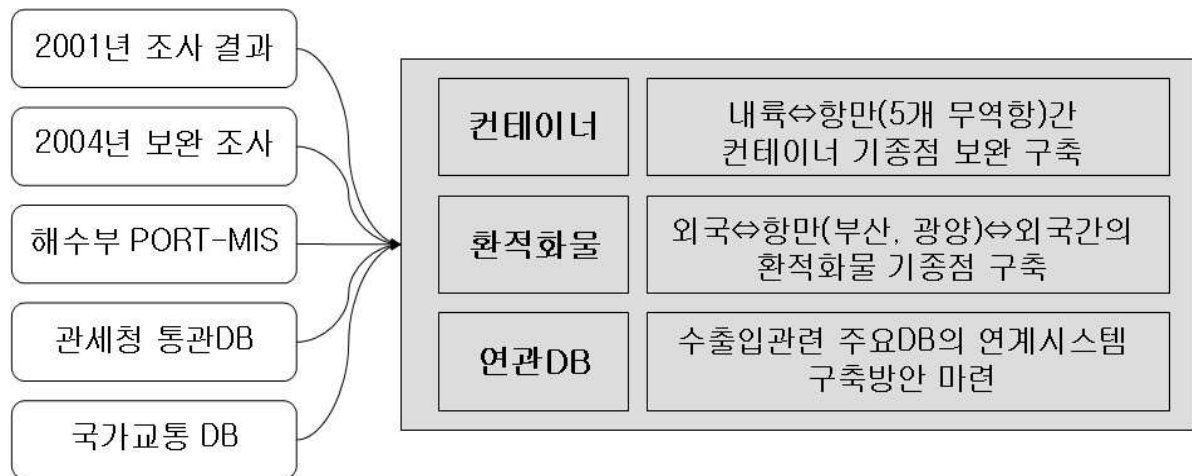 2001년 조사 결과
2004년 보완 조사
해수부 PORT-MIS
관세청 통관DB
국가교통 DB
컨테이너
내륙⇔항만(5개 무역항)간
컨테이너 기종점 보완 구축
환적화물
외국⇔항만(부산, 광양)⇔외국간의
환적화물 기종점 구축
연관DB
수출입관련 주요DB의 연계시스템
구축방안 마련